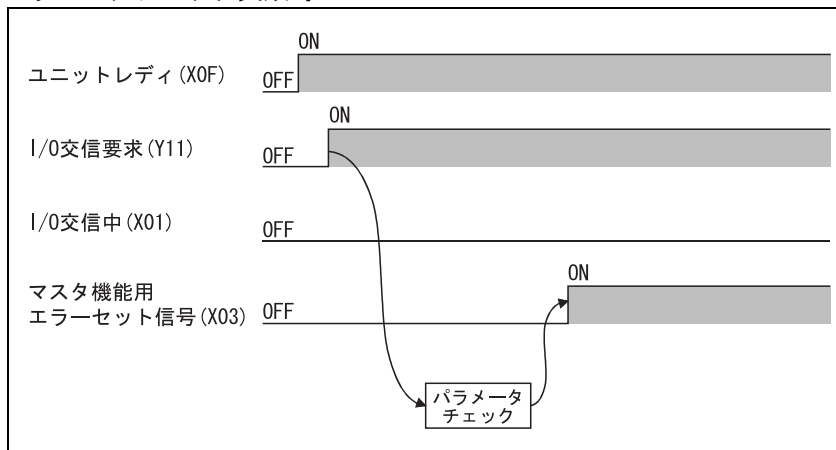 ON
ユニットレディ(X0F)
OFF
ON
I/O交信要求(Y11)
OFF
I/O交信中(X01)
OFF
ON
マスタ機能用
エラーセット信号(X03)
OFF
パラメータ
チェック